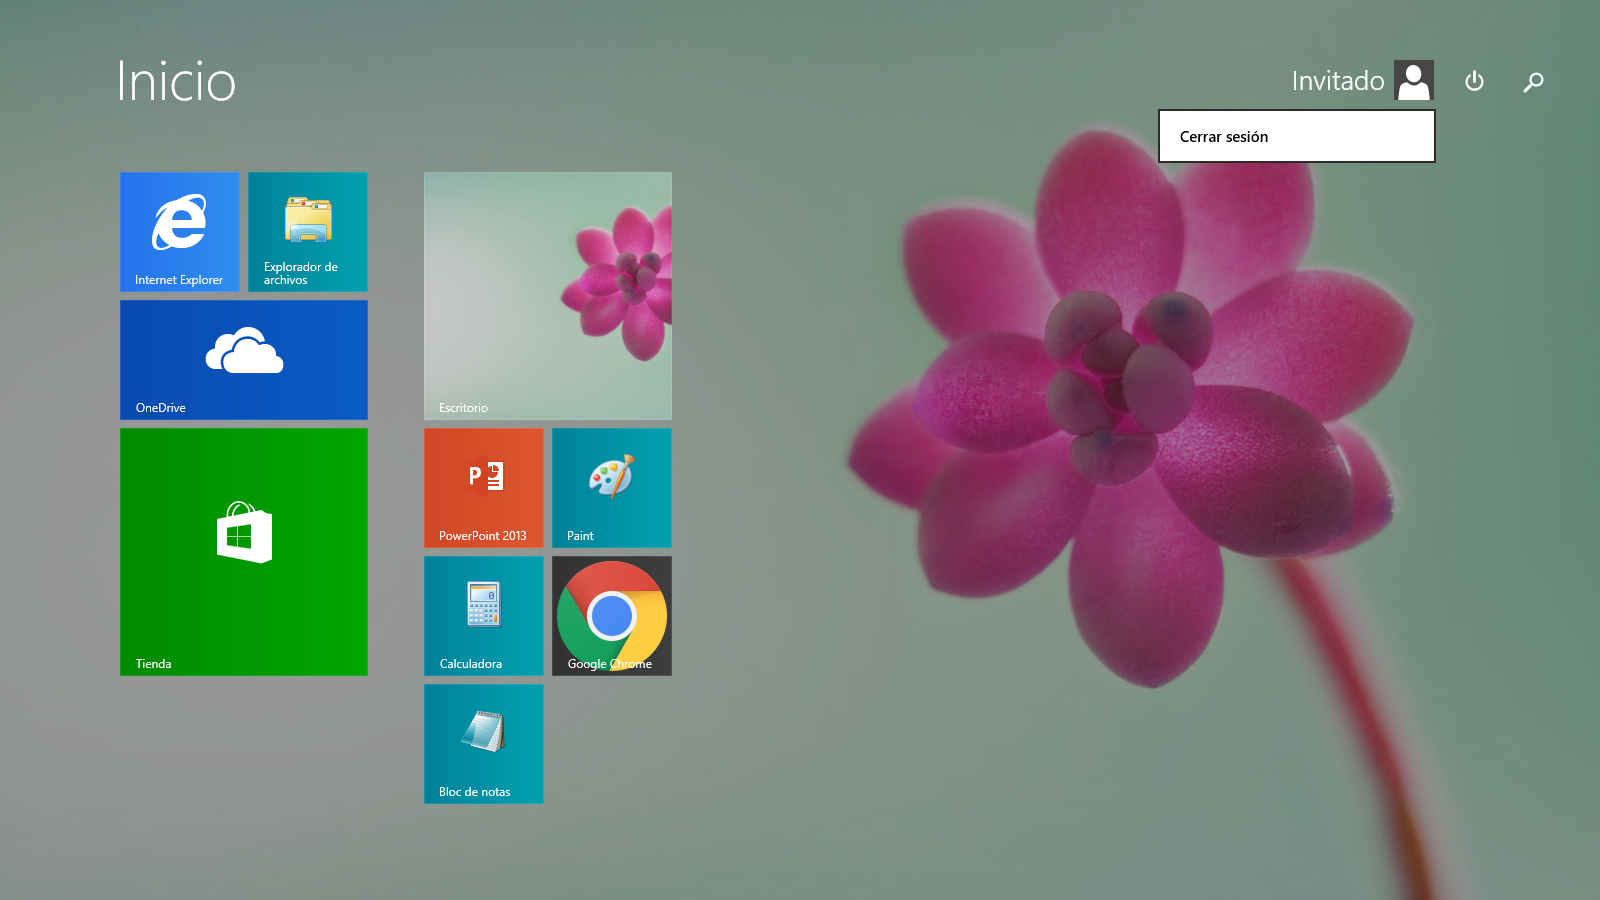 Inicio
Invitado
Cerrar sesión
Internet Explorer
Explorador de
archivos
OneDrive
Tienda
Escritorio
P
PowerPoint 2013
Paint
0
Calculadora
Google Chrome
Bloc de notas